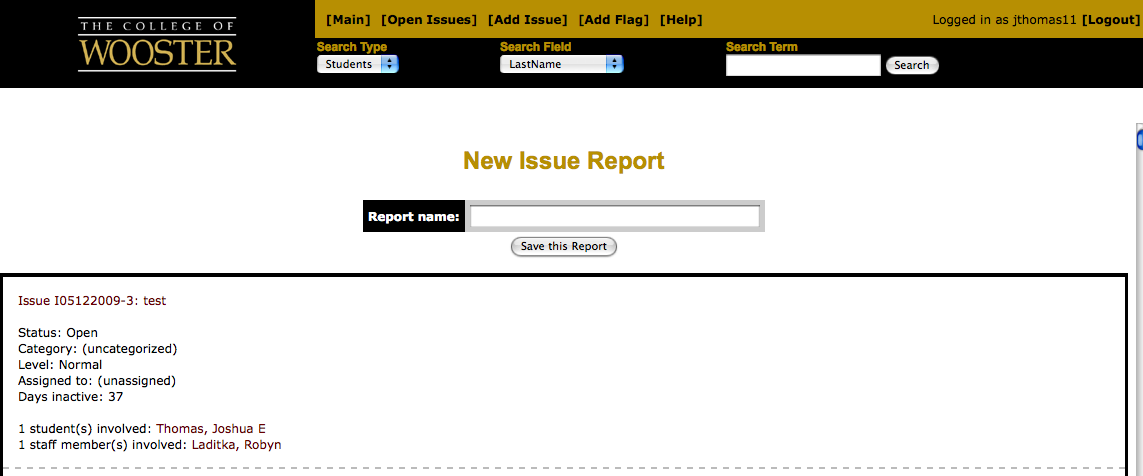 THE COLLEGE OF
WOOSTER
[Main] [Open Issues] [Add Issue] [Add Flag] [Help]
Logged in as jthomas11 [Logout]
Search Type
Search Field
Search Term
Students
LastName
Search
New Issue Report
Report name:
Save this Report
Issue I05122009-3: test
Status: Open
Category: (uncategorized)
Level: Normal
Assigned to: (unassigned)
Days inactive: 37
1 student(s) involved: Thomas, Joshua E
1 staff member(s) involved: Laditka, Robyn